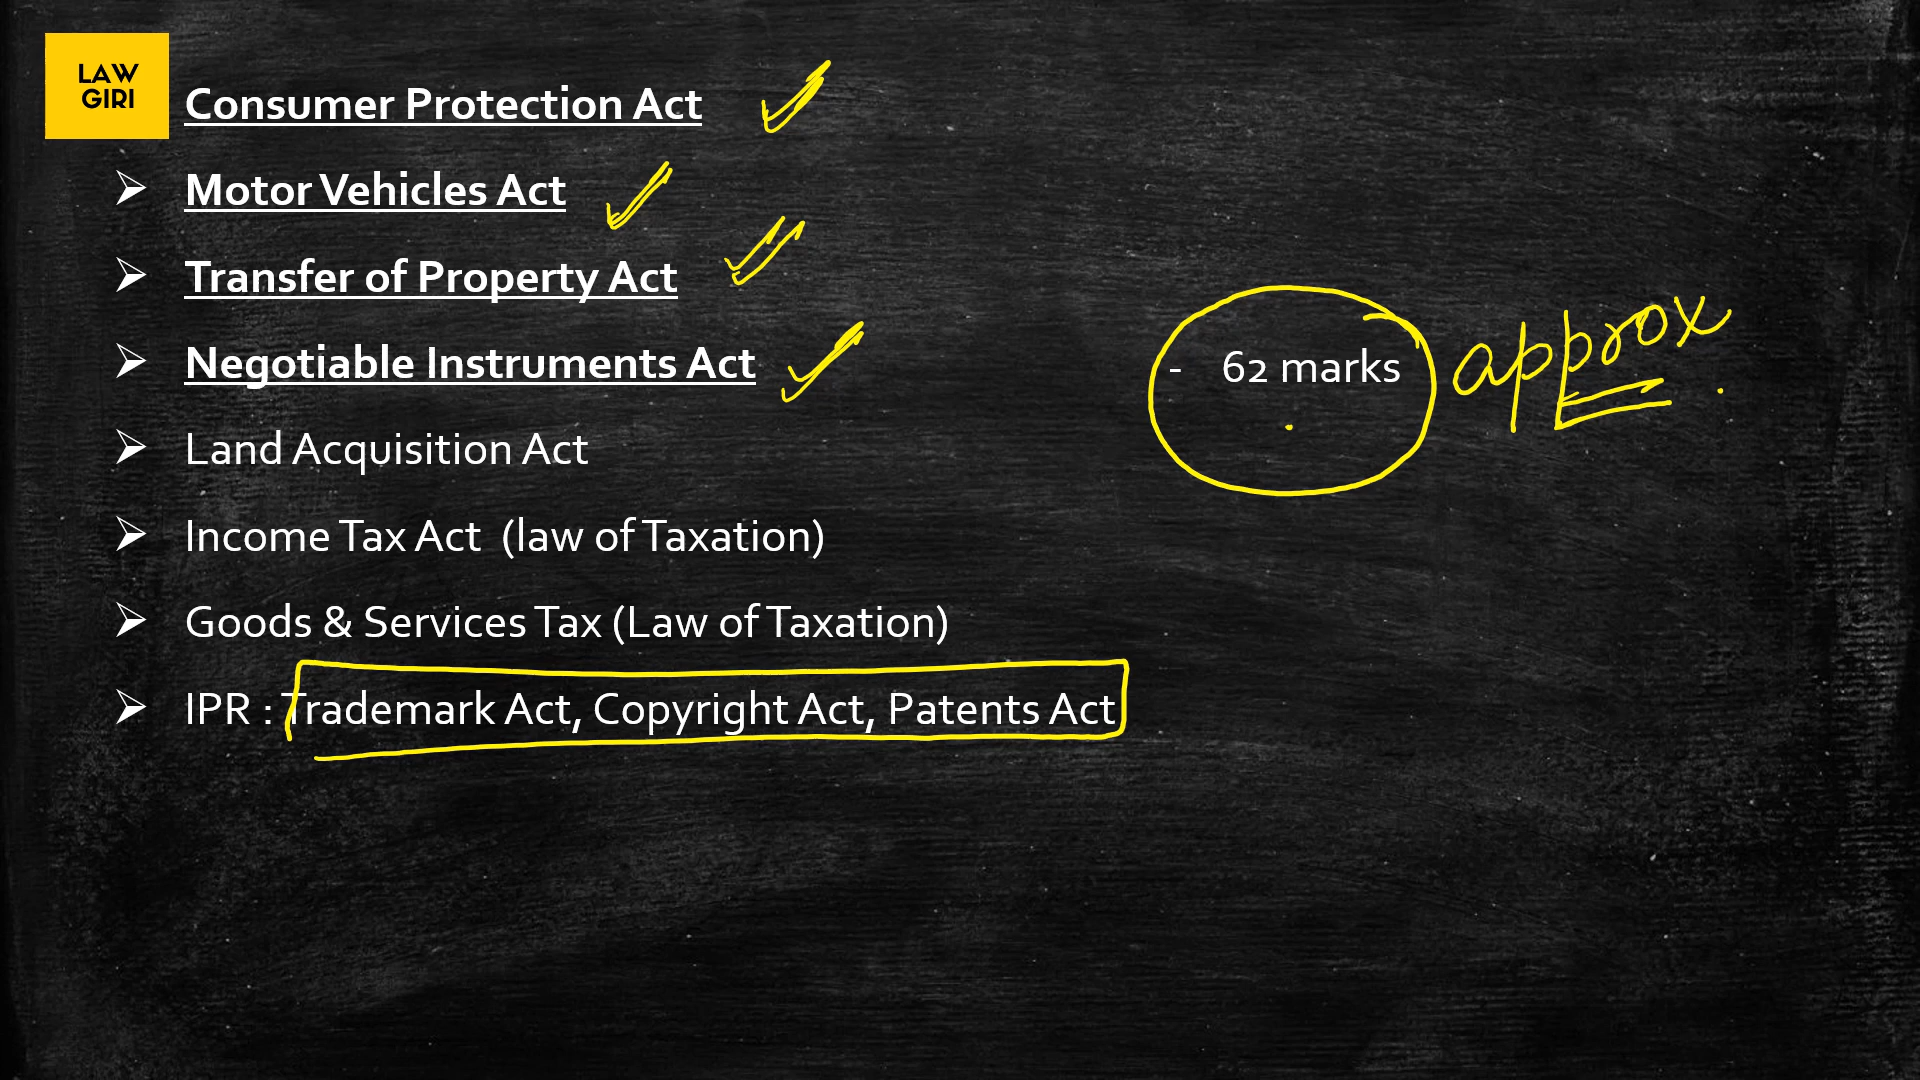 LAW
GIRI
Consumer Protection Act
➢ Motor Vehicles Act
➢ Transfer of Property Act
➢ Negotiable Instruments Act
- 62 marks approx.
➢ Land Acquisition Act
➢ Income Tax Act (law of Taxation)
➢ Goods & Services Tax (Law of Taxation)
➢ IPR : Trademark Act, Copyright Act, Patents Act